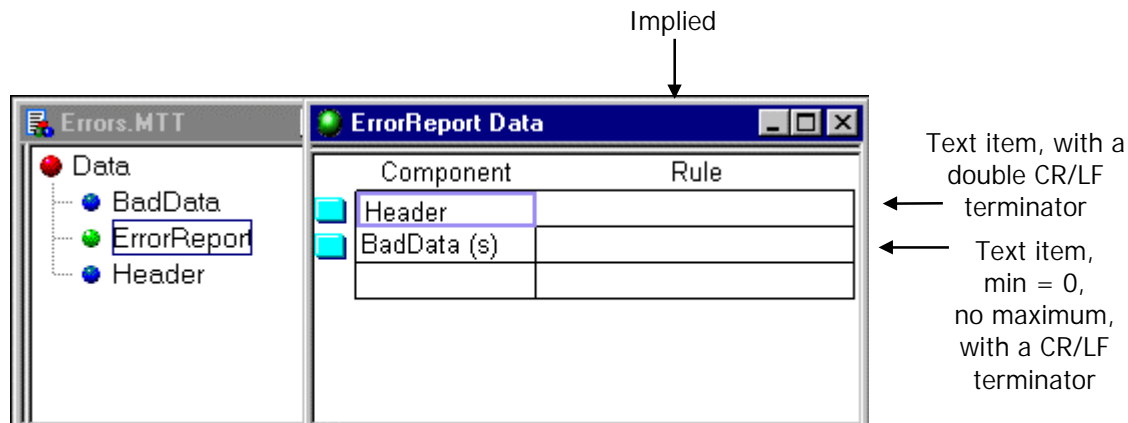 Implied
Errors.MTT
ErrorReport Data
Data
BadData
ErrorReport
Header
Component Rule
Header
BadData (s)
Text item, with a
double CR/LF
terminator
Text item,
min = 0,
no maximum,
with a CR/LF
terminator